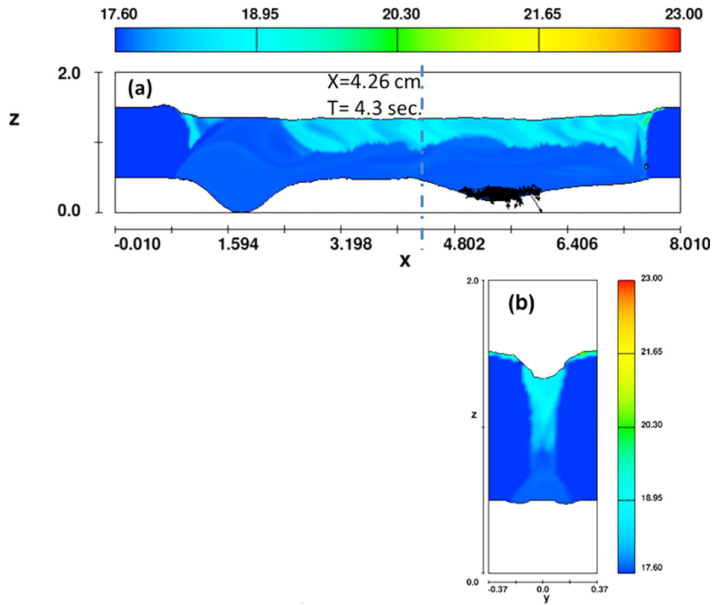 17.60 18.95 20.30 21.65 23.00
2.0
(a)
X=4.26 cm
T= 4.3 sec.
z
0.0
-0.010 1.594 3.198 4.802 6.406 8.010
x
2.0
23.00
(b)
21.65
z
20.30
18.95
17.60
0.0
-0.37 0.0 0.37
y